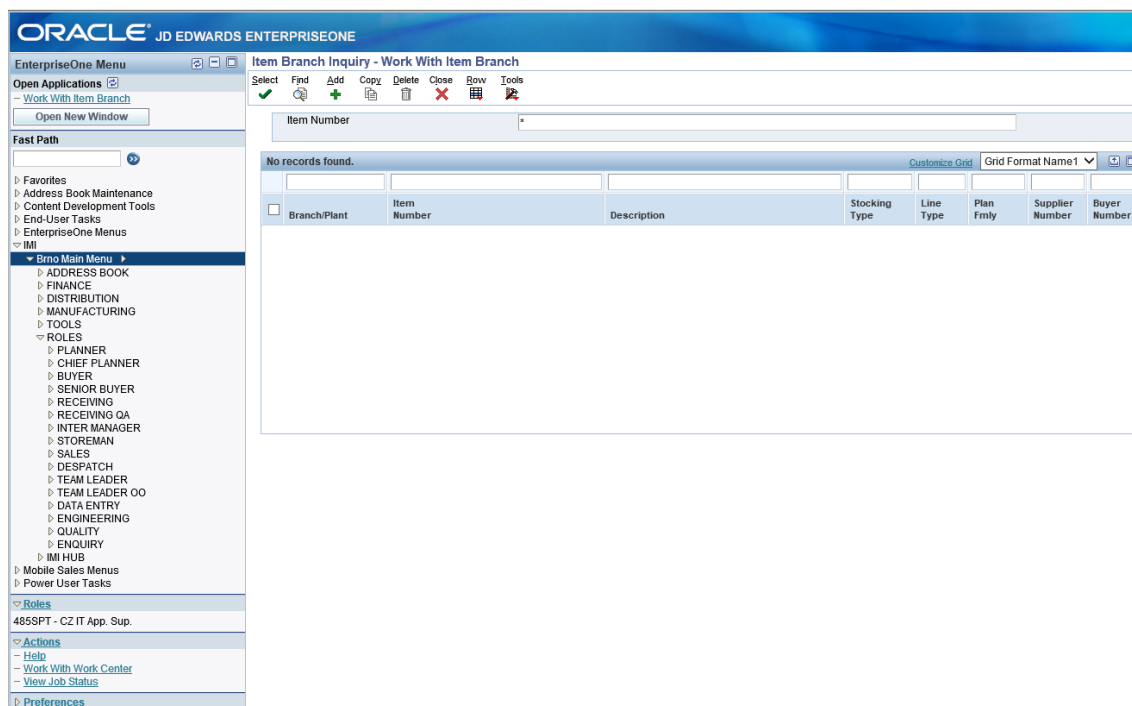 ORACLE® JD EDWARDS ENTERPRISEONE
EnterpriseOne Menu
Open Applications
Work With Item Branch
Open New Window
Fast Path
Favorites
Address Book Maintenance
Content Development Tools
End-User Tasks
EnterpriseOne Menus
IMI
Brno Main Menu
ADDRESS BOOK
FINANCE
DISTRIBUTION
MANUFACTURING
TOOLS
ROLES
PLANNER
CHIEF PLANNER
BUYER
SENIOR BUYER
RECEIVING
RECEIVING QA
INTER MANAGER
STOREMAN
SALES
DESPATCH
TEAM LEADER
TEAM LEADER OO
DATA ENTRY
ENGINEERING
QUALITY
ENQUIRY
IMI HUB
Mobile Sales Menus
Power User Tasks
Roles
485SPT - CZ IT App. Sup.
Actions
Help
Work With Work Center
View Job Status
Preferences
Item Branch Inquiry - Work With Item Branch
Select Find Add Copy Delete Close Row Tools
Item Number *
No records found. Customize Grid Grid Format Name1
Branch/Plant Item Number Description Stocking Type Line Type Plan Fmly Supplier Number Buyer Number